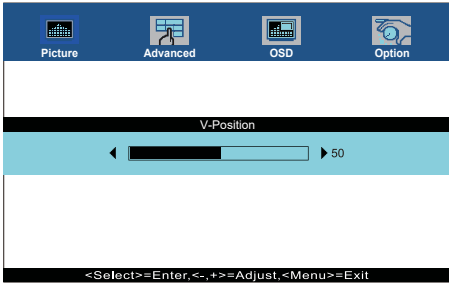 Picture Advanced OSD Option
V-Position
50
<Select>=Enter,<-,+>=Adjust,<Menu>=Exit